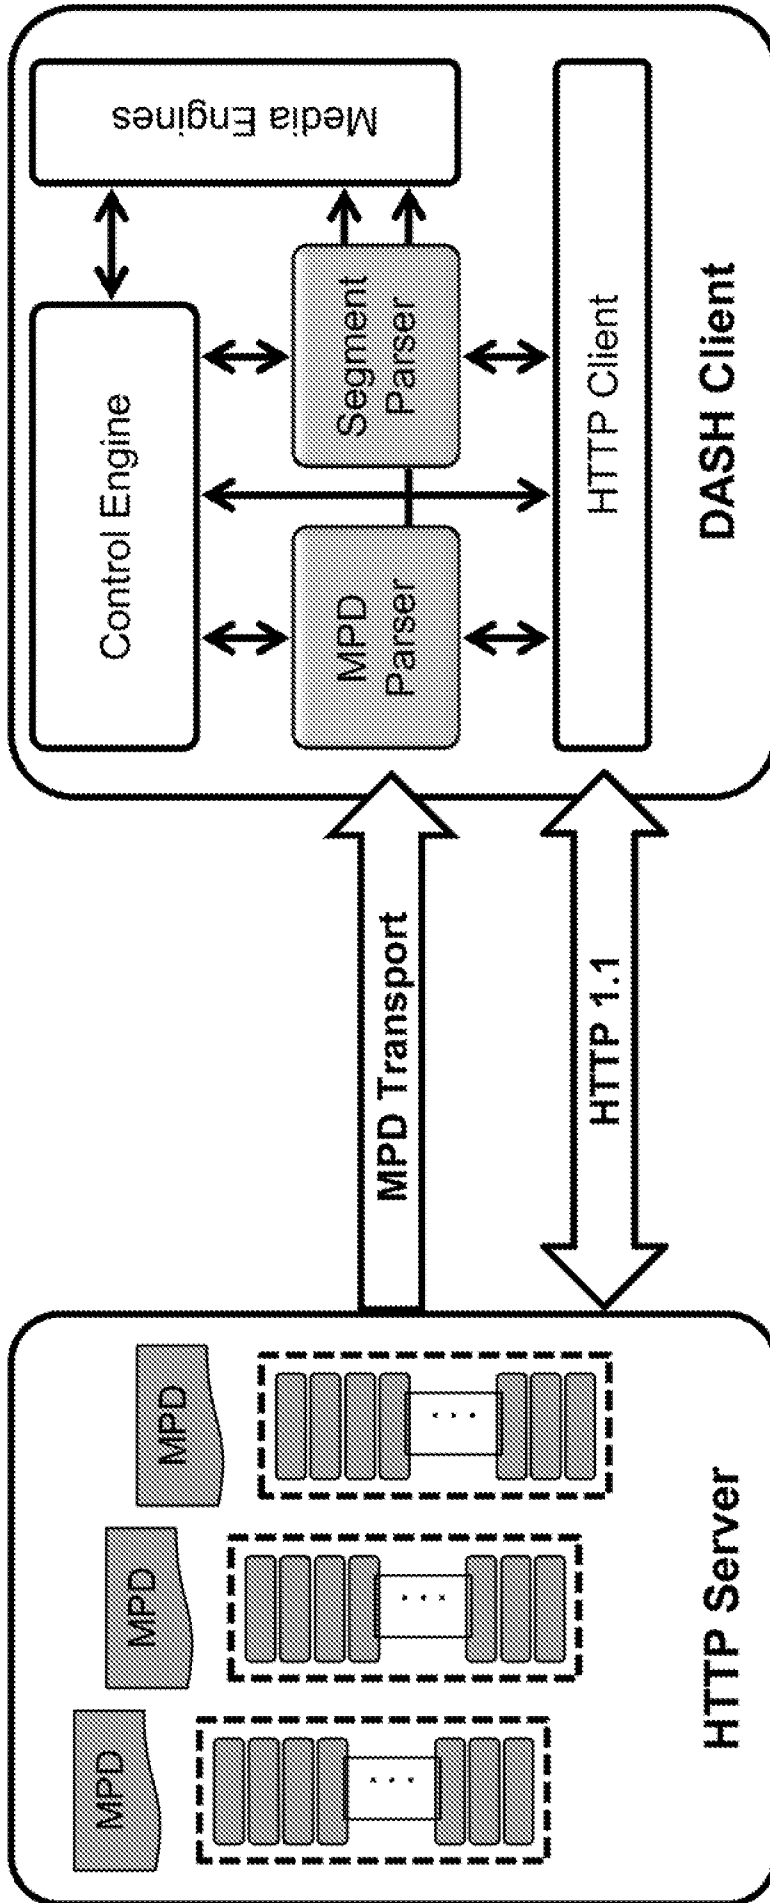 MPD
MPD
MPD
HTTP Server
MPD Transport
HTTP 1.1
Control Engine
MPD
Parser
Segment
Parser
Media Engines
HTTP Client
DASH Client